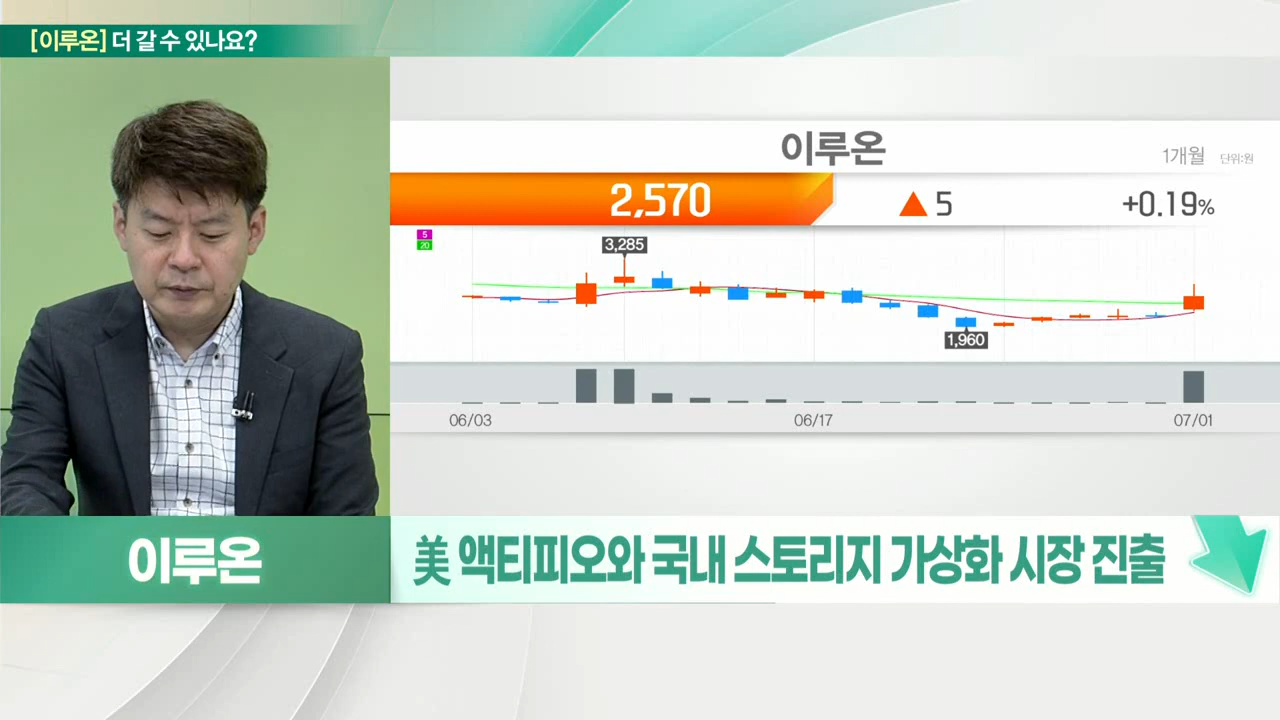 [이루온] 더 갈 수 있나요?
이루온
1개월 단위:원
2,570 ▲ 5 +0.19%
5
20
3,285
1,960
06/03 06/17 07/01
이루온
美 액티피오와 국내 스토리지 가상화 시장 진출